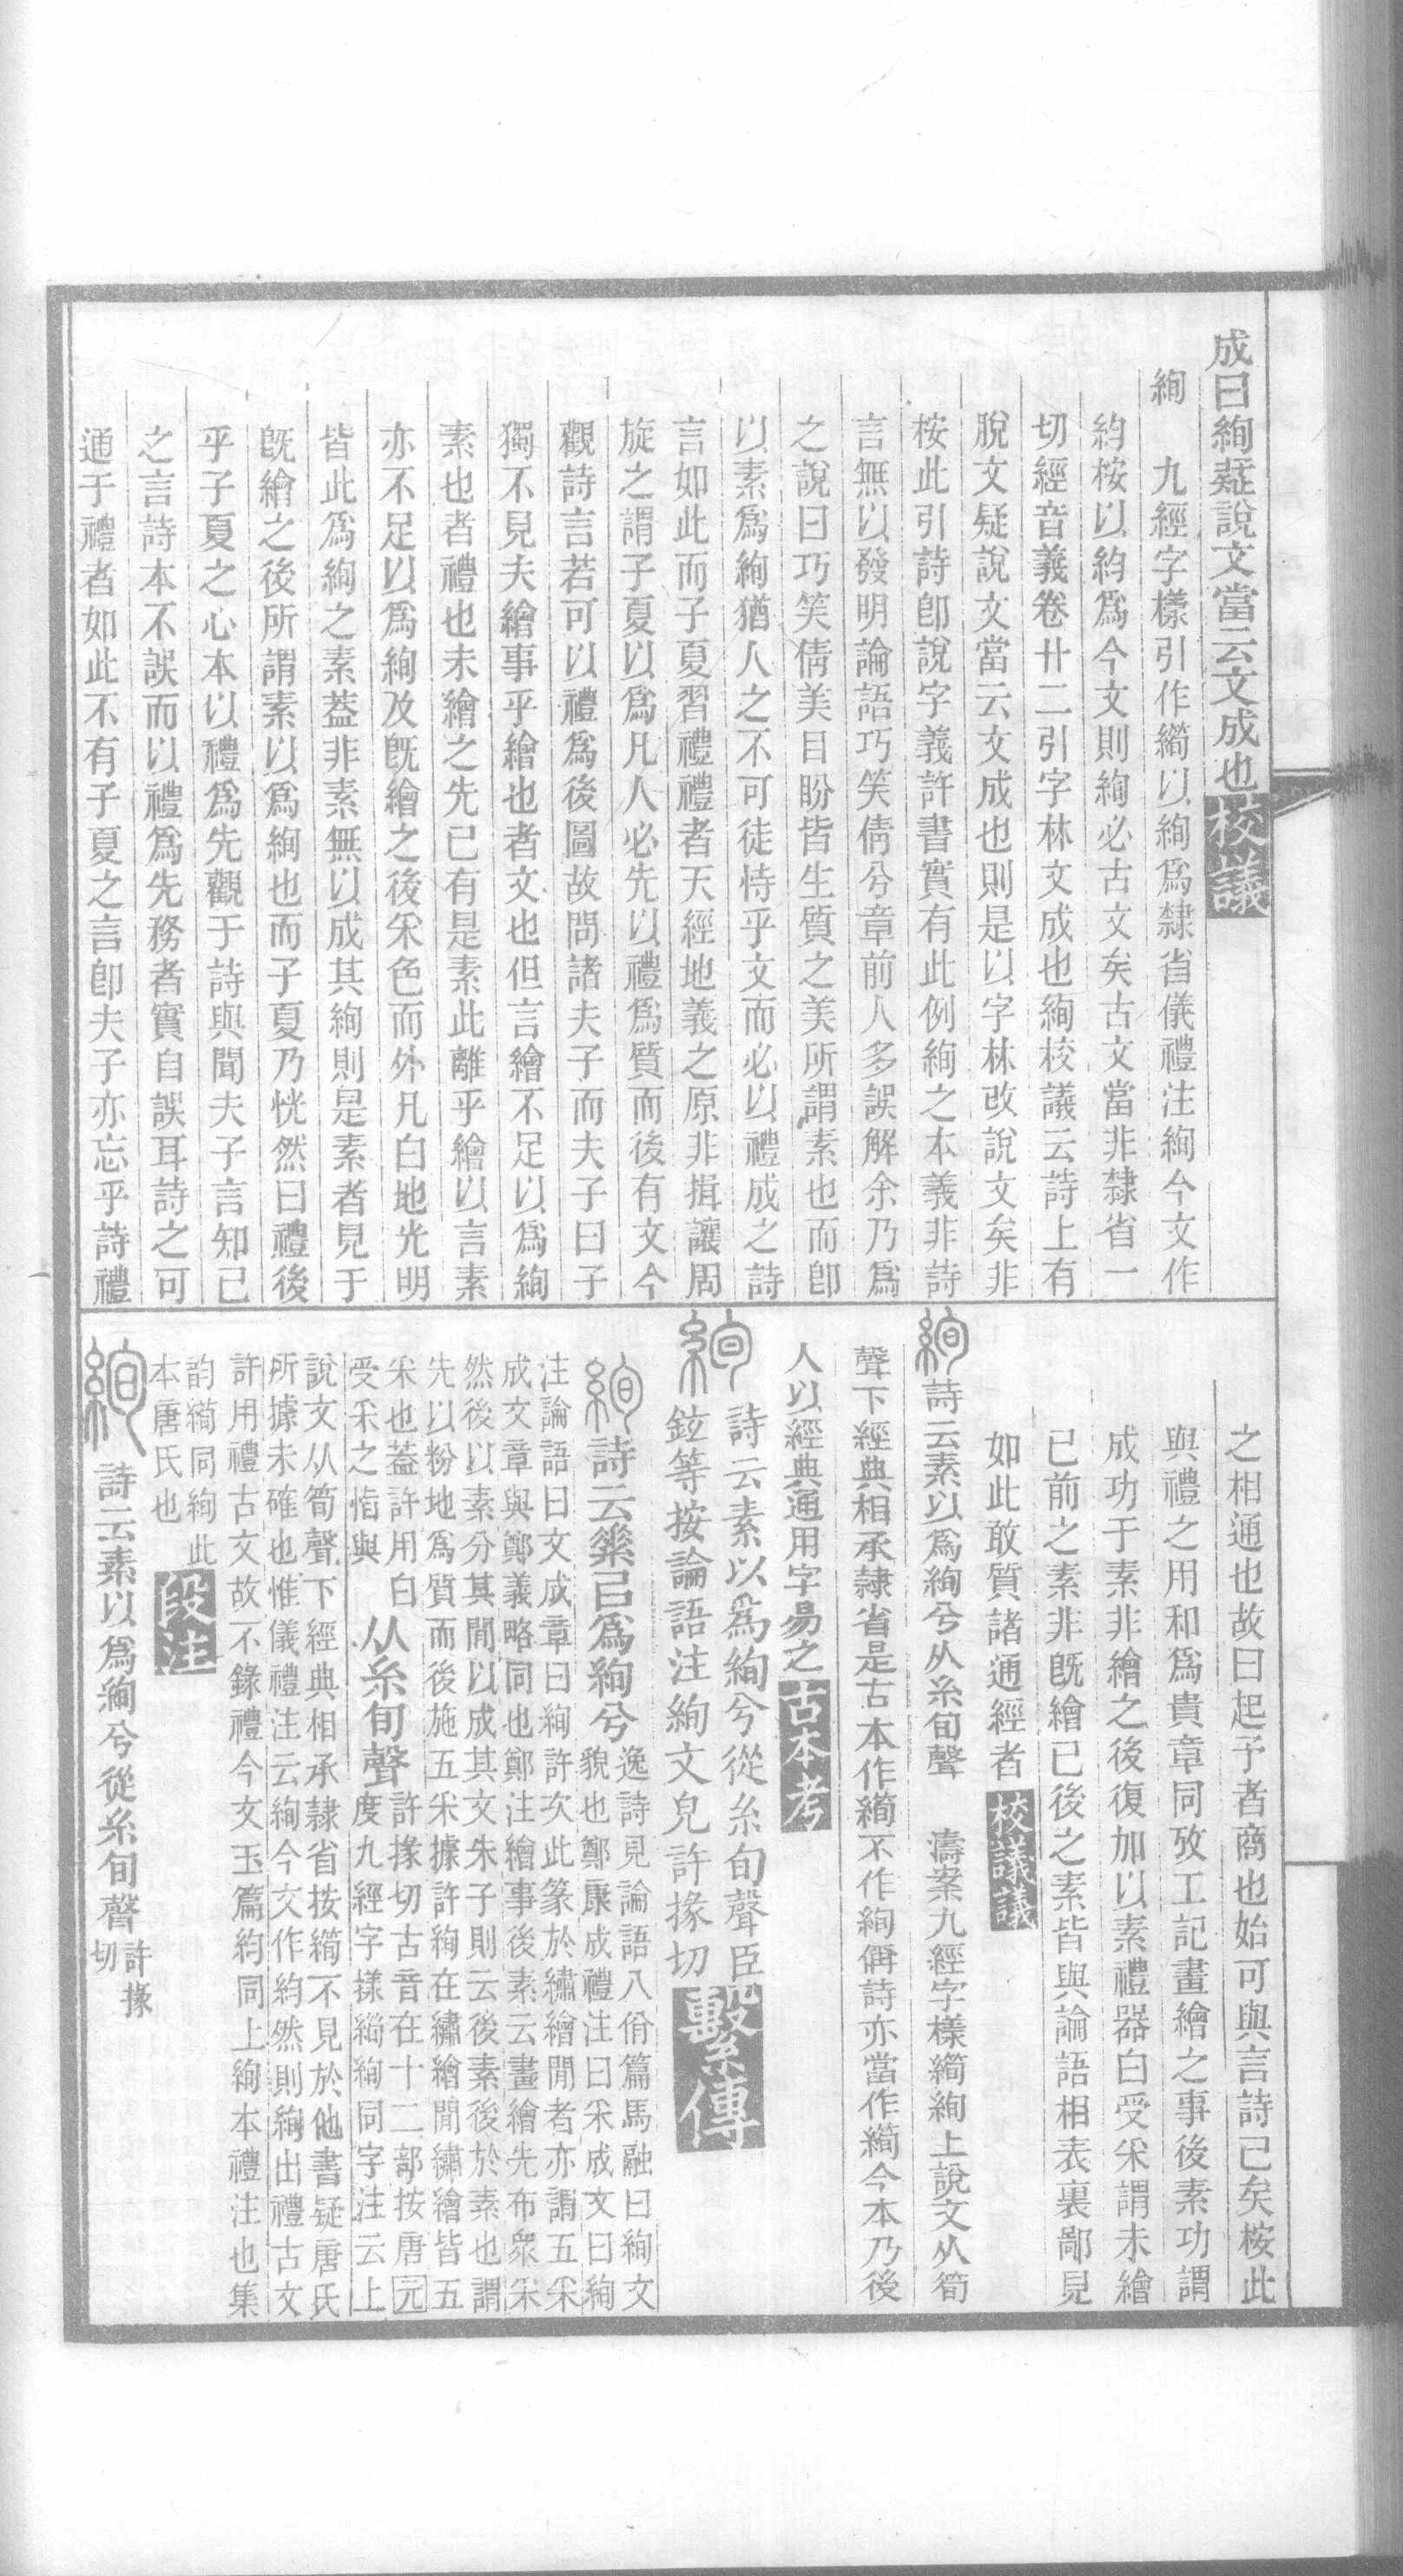 成曰絢疑說文當云文成也校議
絢　九經字㨾引作繝以絢爲隸省儀禮注絢今文作
約桉以約爲今文則絢必古文矣古文當非隸省一
切經音義卷廿二引字林文成也絢校議云詩上有
脫文疑說文當云文成也則是以字林改說文矣非
桉此引詩卽說字義許書實有此例絢之本義非詩
言無以發明論語巧笑倩兮章前人多誤解余乃爲
之說曰巧笑倩美目盼皆生質之美所謂素也而卽
以素爲絢猶人之不可徒恃乎文而必以禮成之詩
言如此而子夏習禮禮者天經地義之原非揖讓周
旋之謂子夏以爲凡人必先以禮爲質而後有文今
觀詩言若可以禮爲後圖故問諸夫子而夫子曰子
獨不見夫繪事乎繪也者文也但言繪不足以爲絢
素也者禮也未繪之先已有是素此離乎繪以言素
亦不足以爲絢及旣繪之後采色而外凡白地光明
皆此爲絢之素葢非素無以成其絢則是素者見于
旣繪之後所謂素以爲絢也而子夏乃恍然曰禮後
乎子夏之心本以禮爲先觀于詩與聞夫子言知己
之言詩本不誤而以禮爲先務者實自誤耳詩之可
通于禮者如此不有子夏之言卽夫子亦忘乎詩禮
之相通也故曰起予者商也始可與言詩已矣桉此
與禮之用和爲貴章同攷工記畫繪之事後素功謂
成功于素非繪之後復加以素禮器白受采謂未繪
已前之素非旣繪已後之素皆與論語相表裏鄙見
如此敢質諸通經者校議議
絢詩云素以爲絢兮从糸旬聲　濤案九經字㨾繝絢上說文从筍
聲下經典相承隸省是古本作繝不作絢偁詩亦當作繝今本乃後
人以經典通用字易之古本考
絢　詩云素以爲絢兮從糸旬聲臣
鉉等按論語注絢文皃許掾切繫傳
絢詩云㯥㠯爲絢兮逸詩見論語八佾篇馬融曰絢文
貌也鄭康成禮注曰采成文曰絢
注論語曰文成章曰絢許次此篆於繡繪閒者亦謂五采
成文章與鄭義略同也鄭注繪事後素云畫繪先布衆采
然後以素分其閒以成其文朱子則云後素後於素也謂
先以粉地爲質而後施五采據許絢在繡繪閒繡繪皆五
采也葢許用白
受采之恉與从糸旬聲許掾切古音在十二部按唐元
度九經字㨾繝絢同字注云上
說文从筍聲下經典相承隸省按繝不見於他書疑唐氏
所據未確也惟儀禮注云絢今文作約然則絢出禮古文
許用禮古文故不錄禮今文玉篇約同上絢本禮注也集
韵繝同絢此
本唐氏也段注
絢　詩云素以爲絢兮從糸旬聲許掾
切